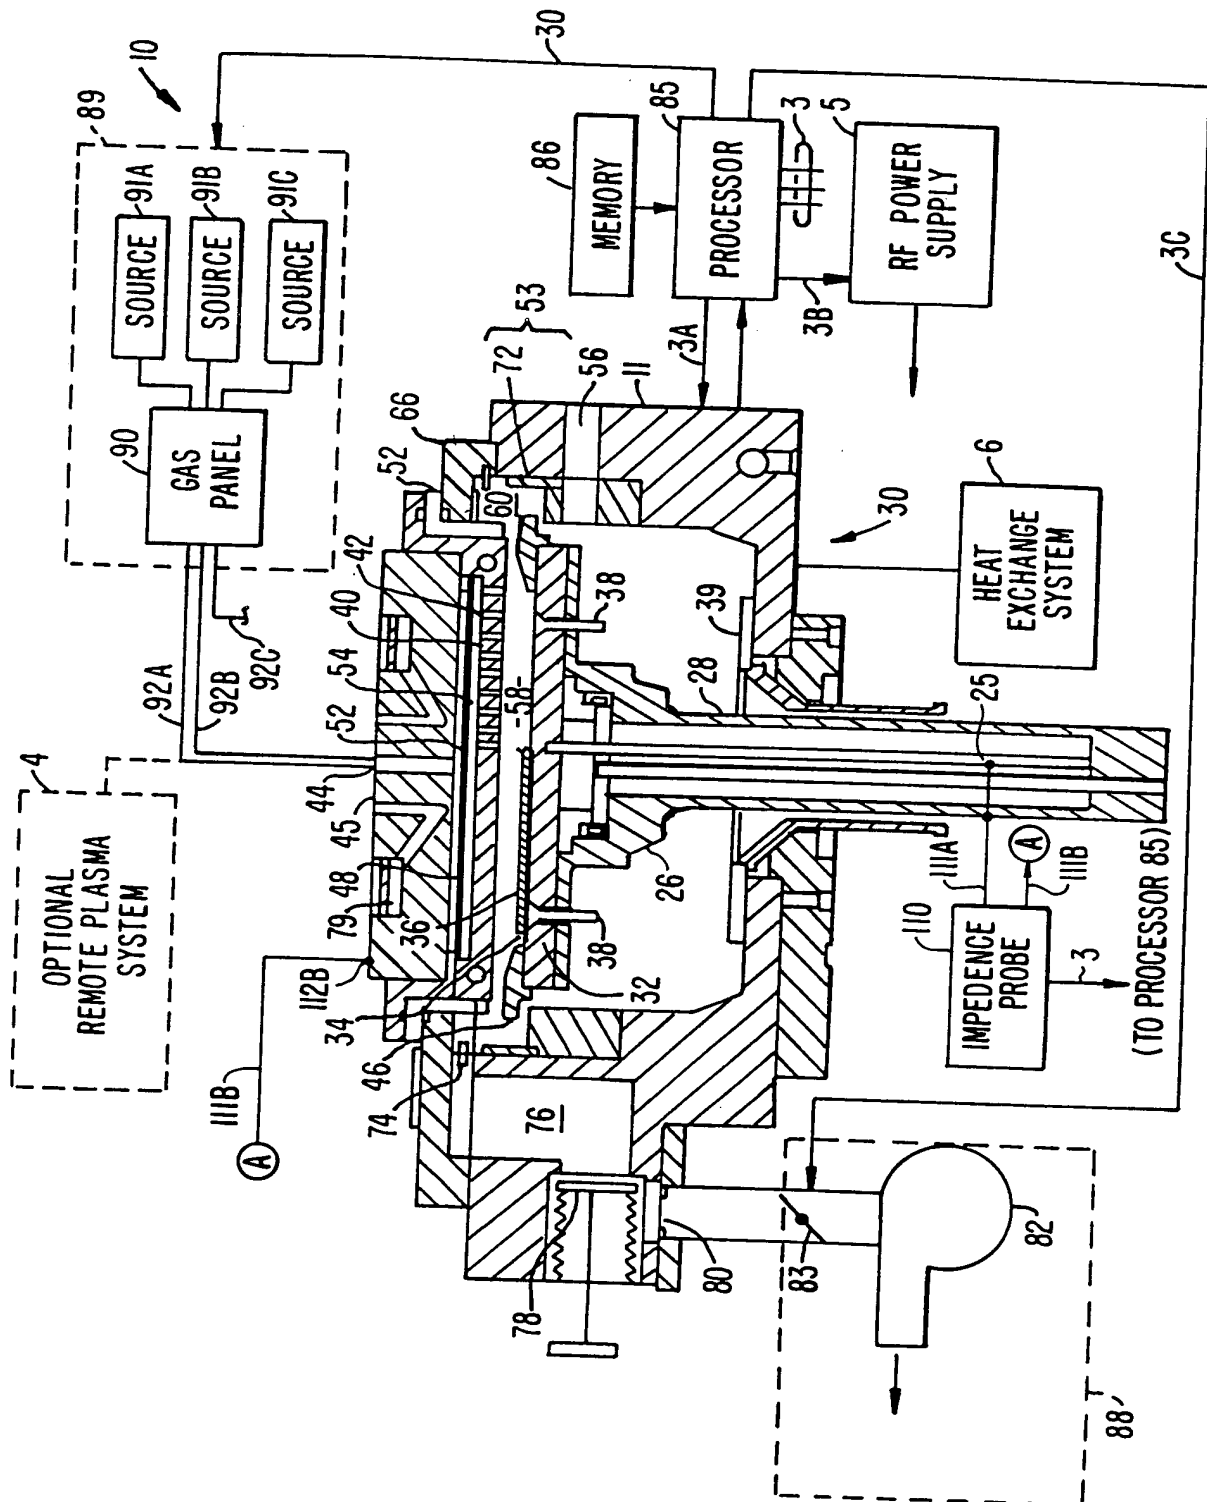 10
89
SOURCE
91A
SOURCE
91B
SOURCE
91C
90
GAS
PANEL
92A
92B
92C
30
4
OPTIONAL
REMOTE PLASMA
SYSTEM
A
111B
112B
79
48
45
44
52
54
40
42
52
66
60
72
53
56
11
3A
86
MEMORY
85
PROCESSOR
3
3B
5
RF POWER
SUPPLY
3C
74
46
34
36
-58-
38
38
32
26
28
39
30
6
HEAT
EXCHANGE
SYSTEM
76
78
80
83
82
88
25
111A
A
111B
110
IMPEDENCE
PROBE
3
(TO PROCESSOR 85)